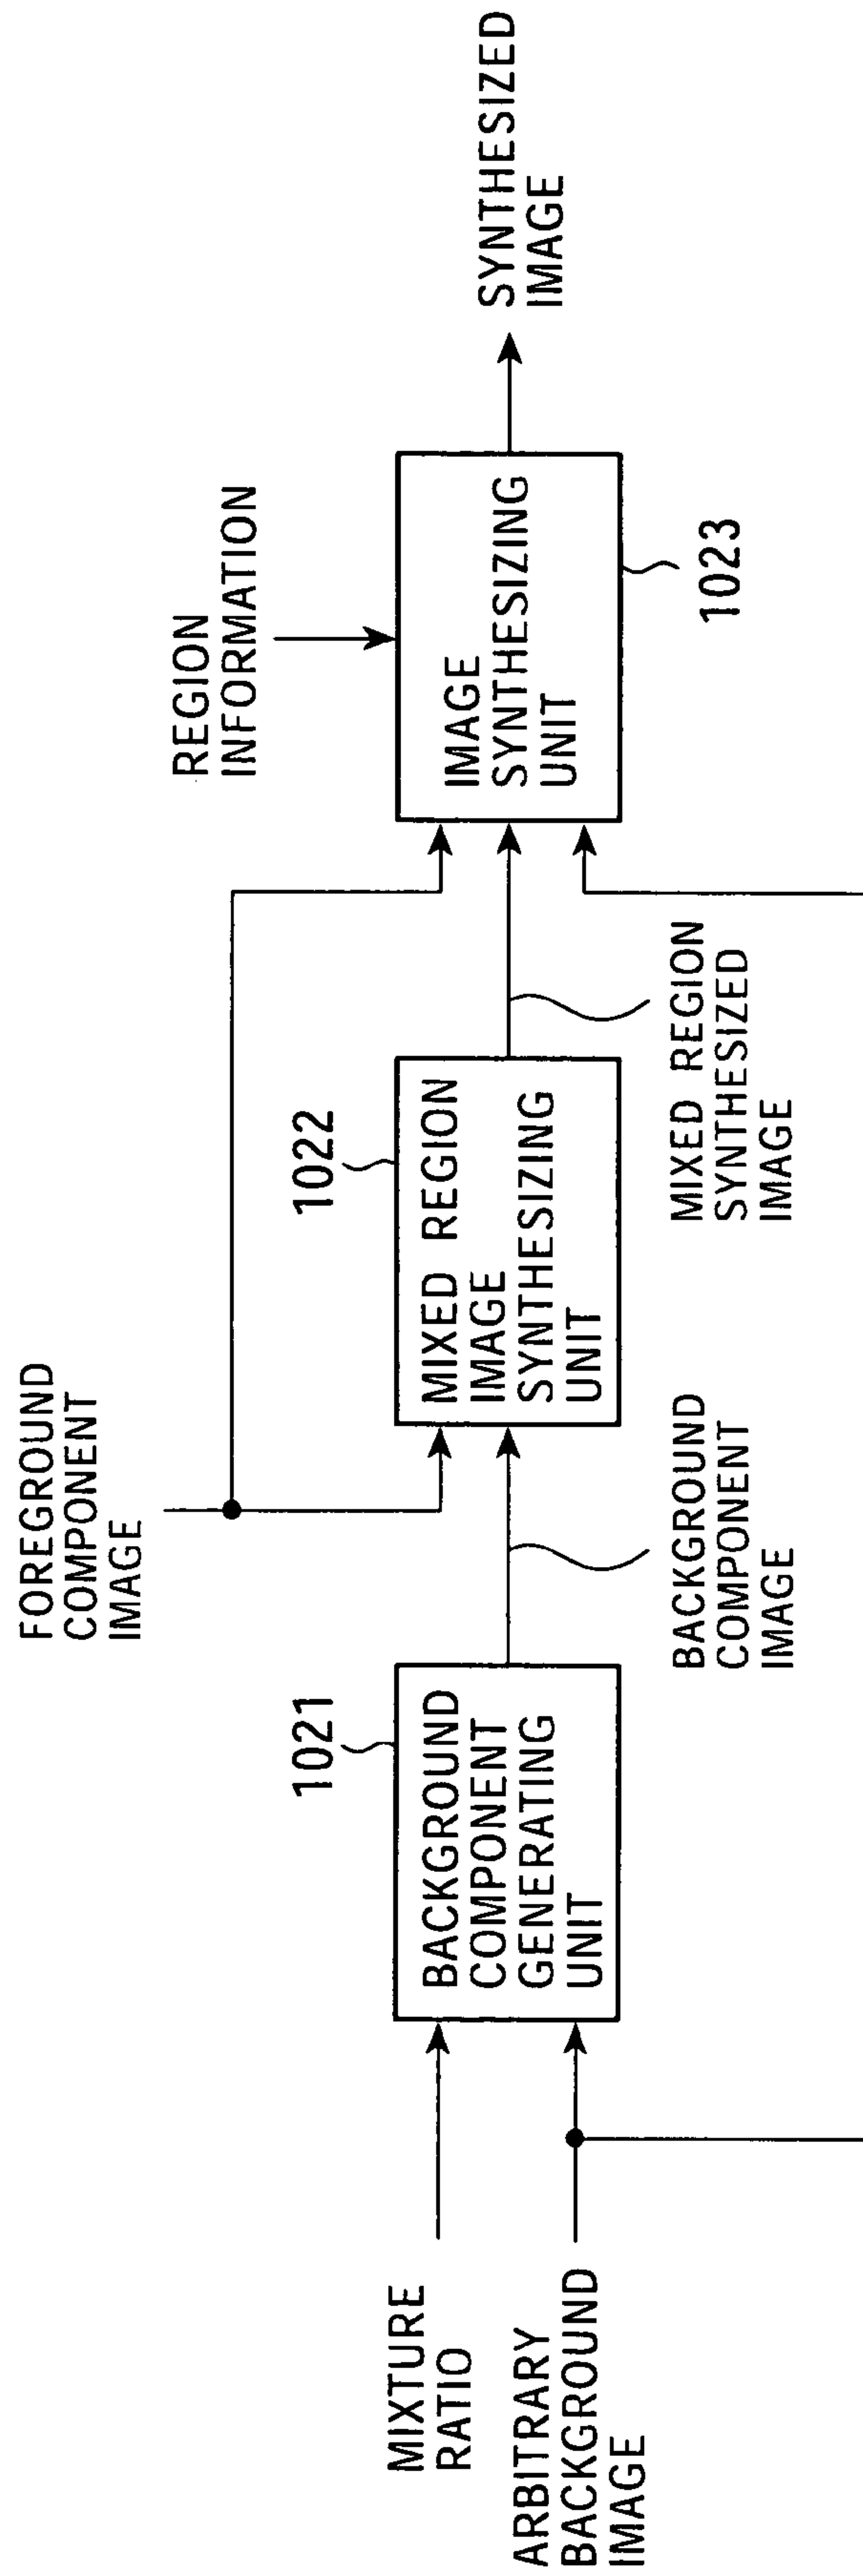 MIXTURE
RATIO
ARBITRARY
BACKGROUND
IMAGE
1021
BACKGROUND
COMPONENT
GENERATING
UNIT
BACKGROUND
COMPONENT
IMAGE
FOREGROUND
COMPONENT
IMAGE
1022
MIXED REGION
IMAGE
SYNTHESIZING
UNIT
MIXED REGION
SYNTHESIZED
IMAGE
REGION
INFORMATION
IMAGE
SYNTHESIZING
UNIT
1023
SYNTHESIZED
IMAGE